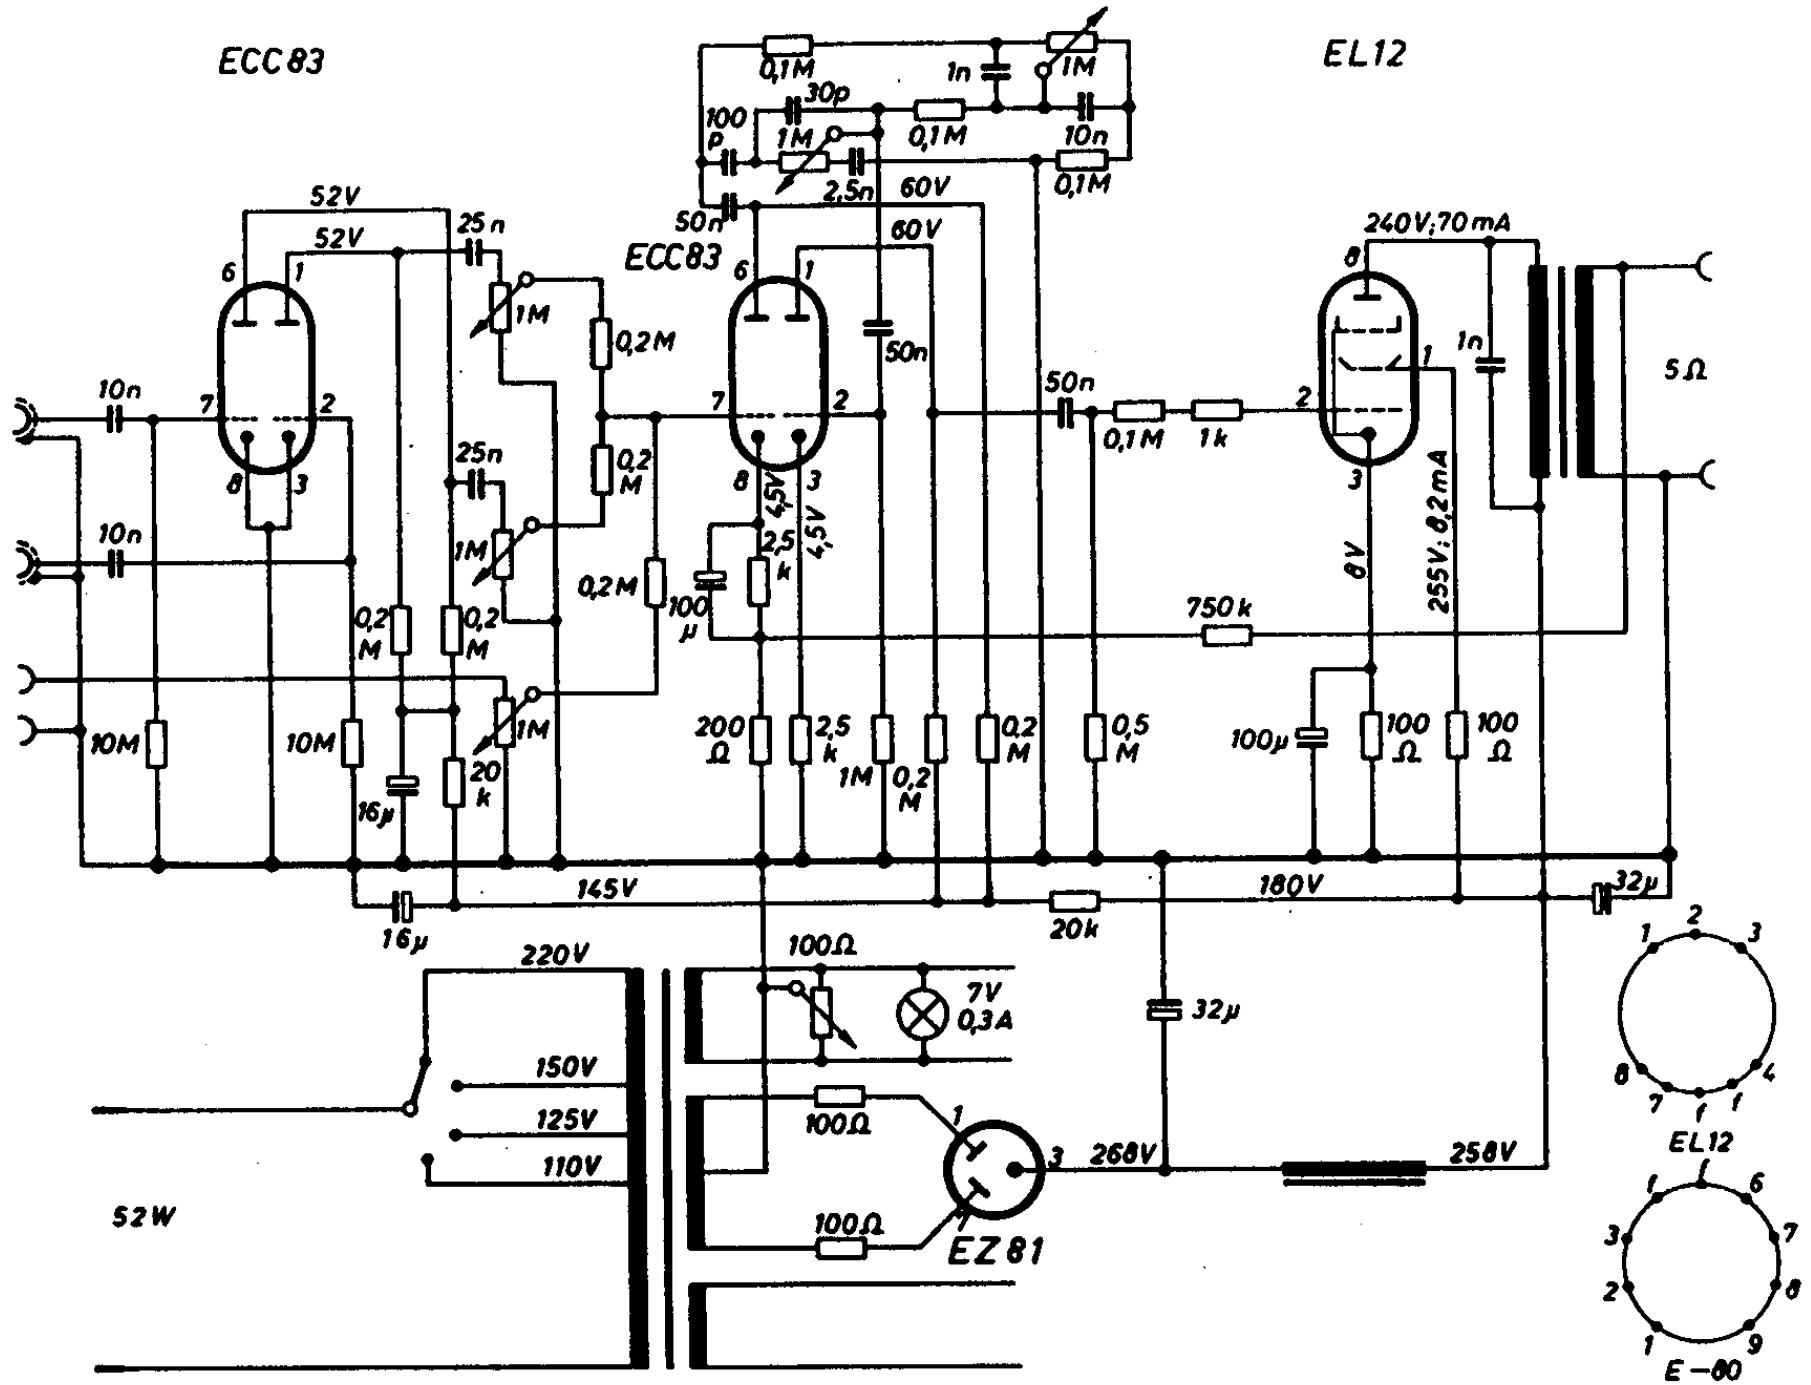 ECC83
0,1M
1n
1M
EL12
30p
100
p
1M
0,1M
10n
2,5n
0,1M
50n
60V
60V
52V
52V
25n
ECC83
240V;70mA
6
1
6
1
8
1M
0,2M
50n
1n
1
5Ω
10n
7
2
7
2
50n
2
0,1M
1k
25n
0,2
M
8
3
8
4,5V
3
4,5V
3
255V; 8,2mA
10n
1M
2,5
k
8V
0,2M
100
µ
750k
0,2
M
0,2
M
10M
10M
1M
200
Ω
2,5
k
1M
0,2
M
0,2
M
0,5
M
100µ
100
Ω
100
Ω
16µ
20
k
145V
180V
32µ
16µ
20k
220V
100Ω
7V
0,3A
32µ
1
2
3
8
7
f
f
4
EL12
150V
125V
110V
100Ω
1
3
268V
258V
52W
100Ω
7
EZ81
f
f
6
3
7
2
8
1
9
E-80